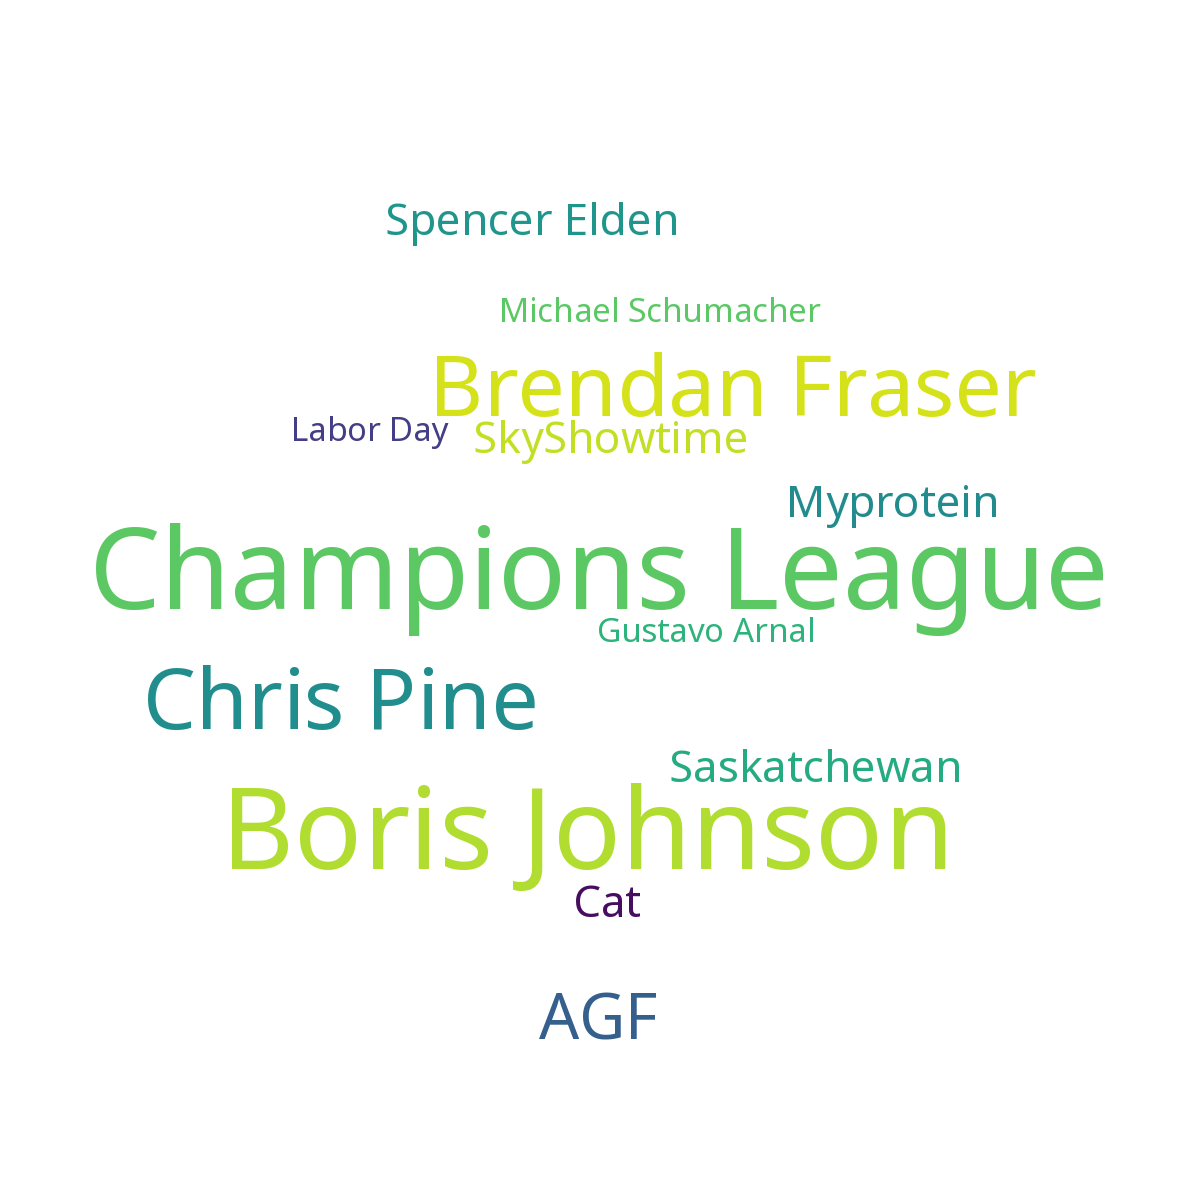 Spencer Elden
Michael Schumacher
Brendan Fraser
Labor Day
SkyShowtime
Myprotein
Champions League
Gustavo Arnal
Chris Pine
Saskatchewan
Boris Johnson
Cat
AGF